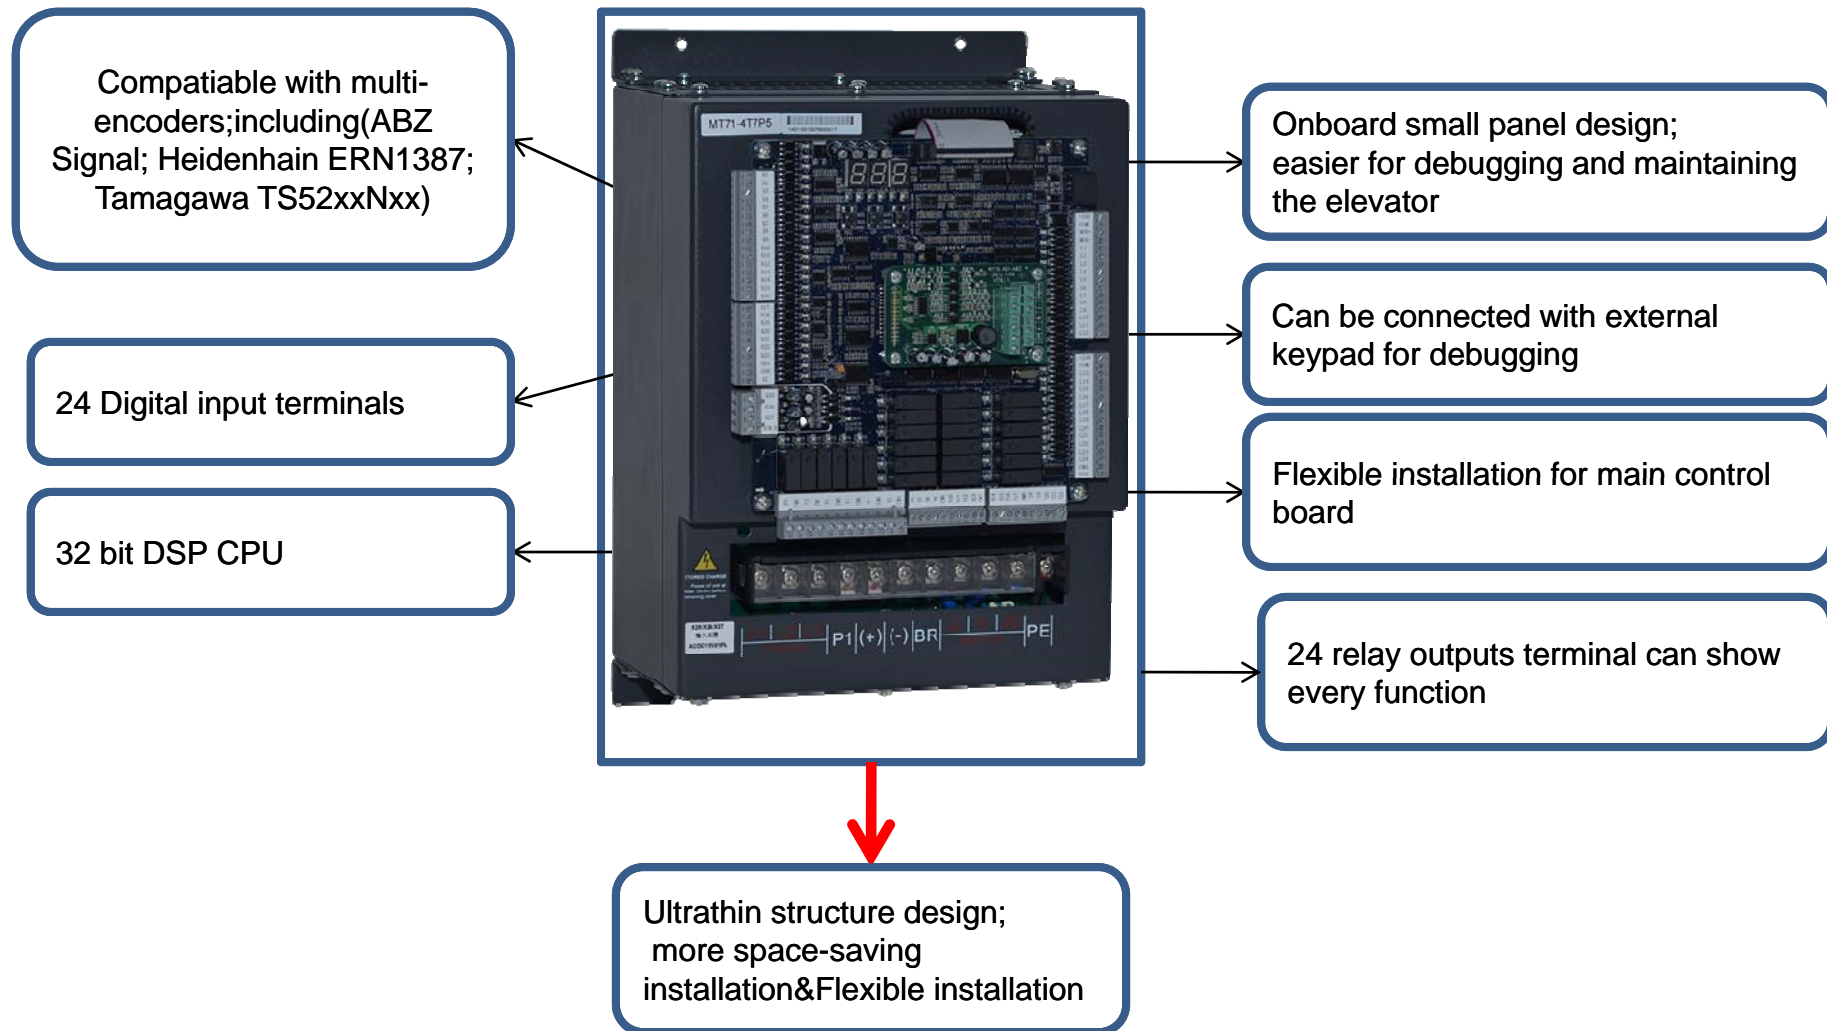 Compatiable with multi-
encoders;including(ABZ
Signal; Heidenhain ERN1387;
Tamagawa TS52xxNxx)
24 Digital input terminals
32 bit DSP CPU
MT71-4T7P5
P1 (+) (-) BR PE
Onboard small panel design;
easier for debugging and maintaining
the elevator
Can be connected with external
keypad for debugging
Flexible installation for main control
board
24 relay outputs terminal can show
every function
Ultrathin structure design;
more space-saving
installation&Flexible installation